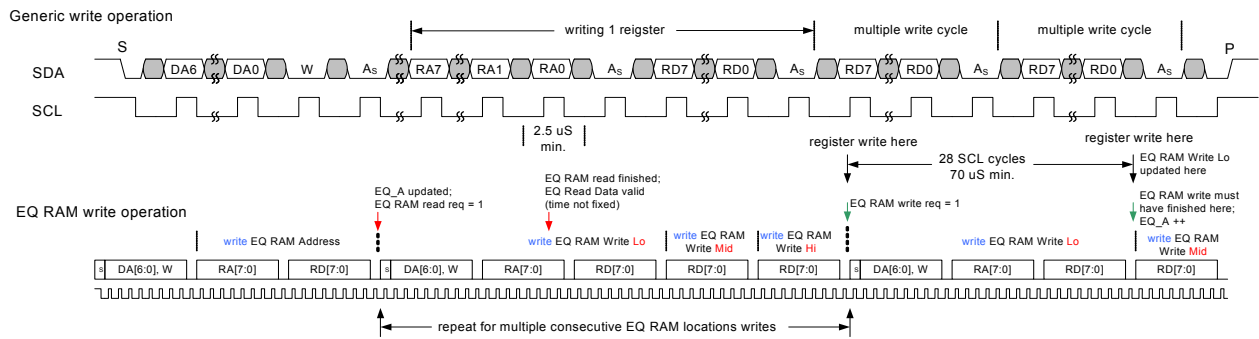 Generic write operation
writing 1 reigster
multiple write cycle
multiple write cycle
S
P
SDA
DA6 DA0 W As RA7 RA1 RA0 As RD7 RD0 As RD7 RD0 As RD7 RD0 As
SCL
2.5 uS
min.
register write here
register write here
28 SCL cycles
70 uS min.
EQ RAM Write Lo
updated here
EQ_A updated;
EQ RAM read req = 1
EQ RAM read finished;
EQ Read Data valid
(time not fixed)
EQ RAM write req = 1
EQ RAM write must
have finished here;
EQ_A ++
EQ RAM write operation
write EQ RAM Address
write EQ RAM Write Lo
write EQ RAM
Write Mid
write EQ RAM
Write Hi
write EQ RAM Write Lo
write EQ RAM
Write Mid
s DA[6:0], W RA[7:0] RD[7:0] s DA[6:0], W RA[7:0] RD[7:0] RD[7:0] RD[7:0] s DA[6:0], W RA[7:0] RD[7:0] RD[7:0]
repeat for multiple consecutive EQ RAM locations writes